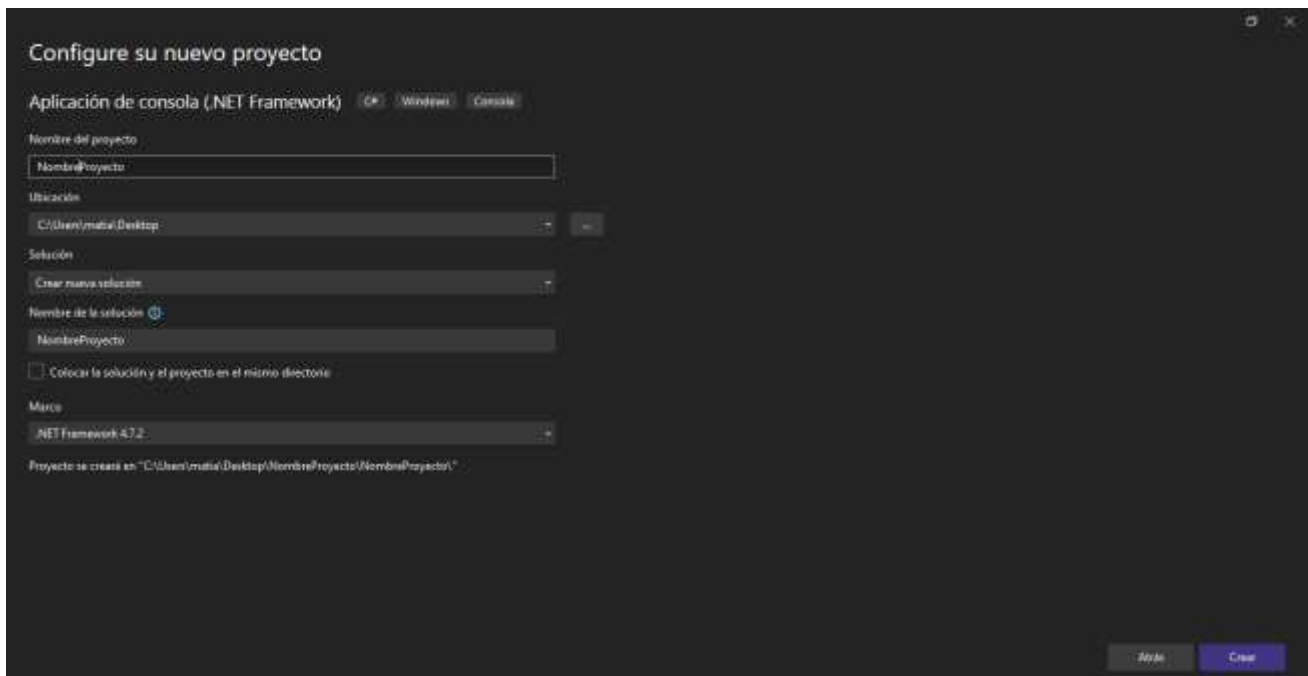 Configure su nuevo proyecto
Aplicación de consola (.NET Framework) C# Windows Consola
Nombre del proyecto
NombreProyecto
Ubicación
C:\Users\matia\Desktop
...
Solución
Crear nueva solución
Nombre de la solución
NombreProyecto
Colocar la solución y el proyecto en el mismo directorio
Marco
.NET Framework 4.7.2
Proyecto se creará en "C:\Users\matia\Desktop\NombreProyecto\NombreProyecto\"
Atrás Crear